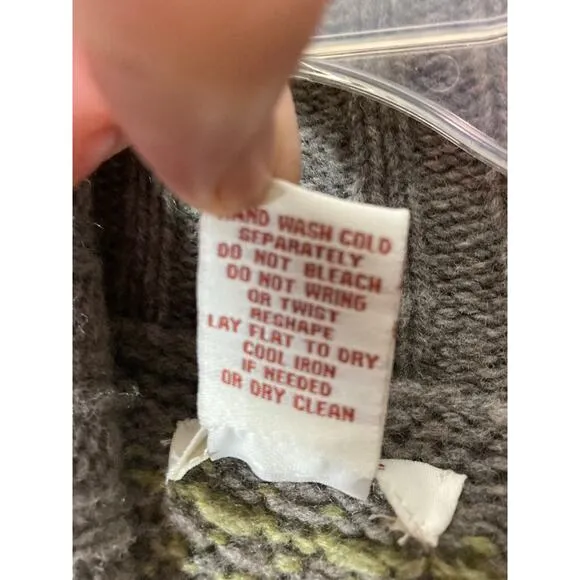 HAND WASH COLD
SEPARATELY
DO NOT BLEACH
DO NOT WRING
OR TWIST
RESHAPE
LAY FLAT TO DRY
COOL IRON
IF NEEDED
OR DRY CLEAN